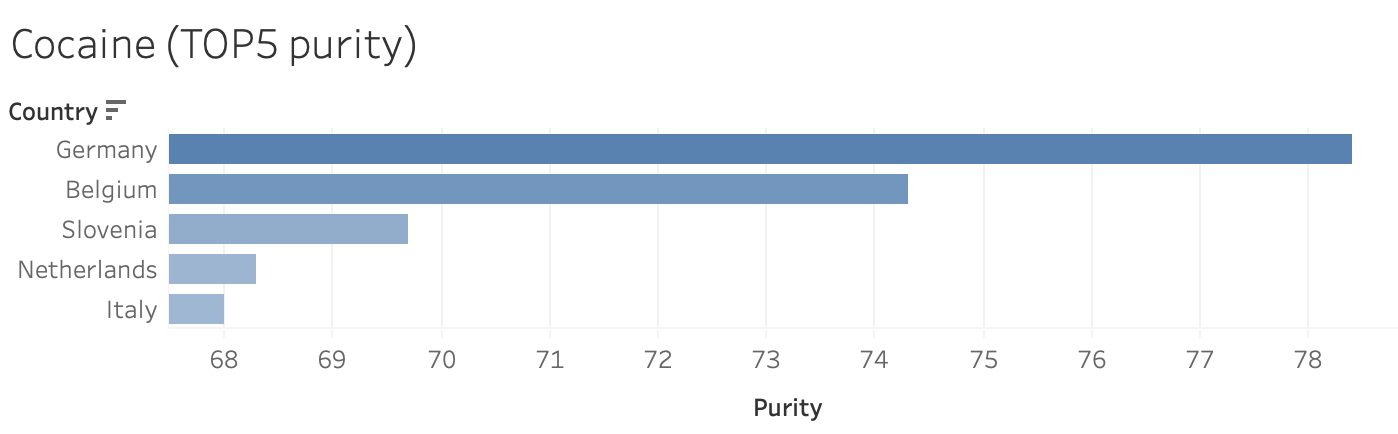 Cocaine (TOP5 purity)
Country
Germany
Belgium
Slovenia
Netherlands
Italy
68 69 70 71 72 73 74 75 76 77 78
Purity